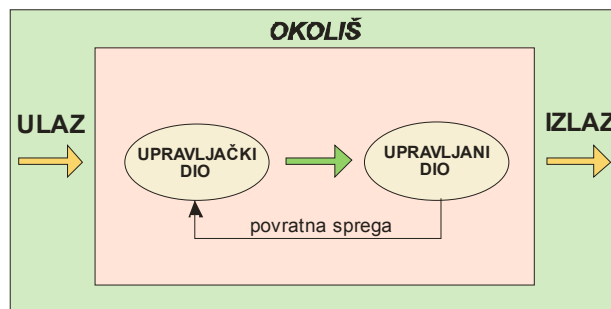 OKOLIŠ
ULAZ
IZLAZ
UPRAVLJAČKI
DIO
UPRAVLJANI
DIO
povratna sprega